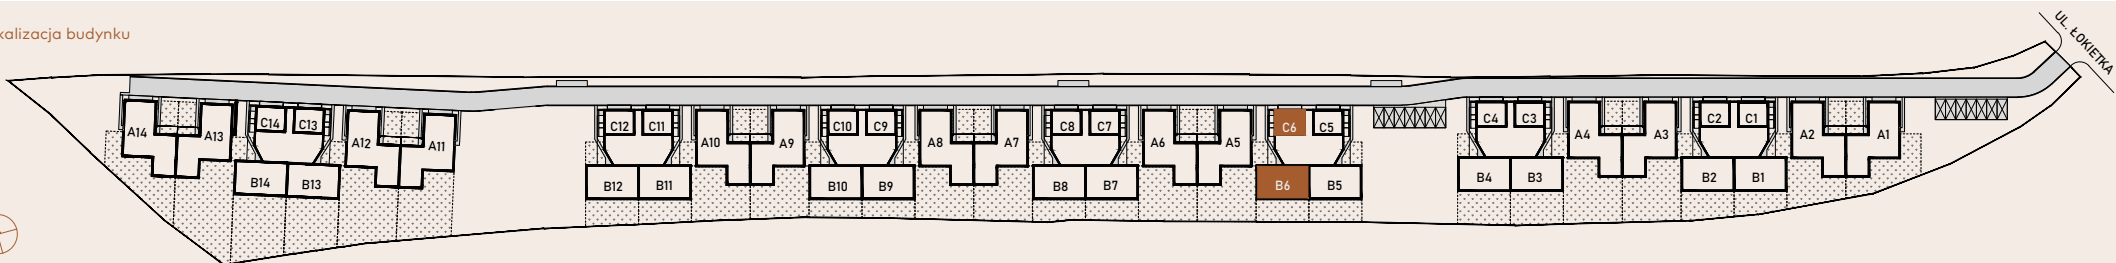 kalizacja budynku
UL. ŁOKIETKA
A14
A13
C14
C13
A12
A11
C12
C11
A10
A9
C10
C9
A8
A7
C8
C7
A6
A5
C6
C5
C4
C3
A4
A3
C2
C1
A2
A1
B14
B13
B12
B11
B10
B9
B8
B7
B6
B5
B4
B3
B2
B1